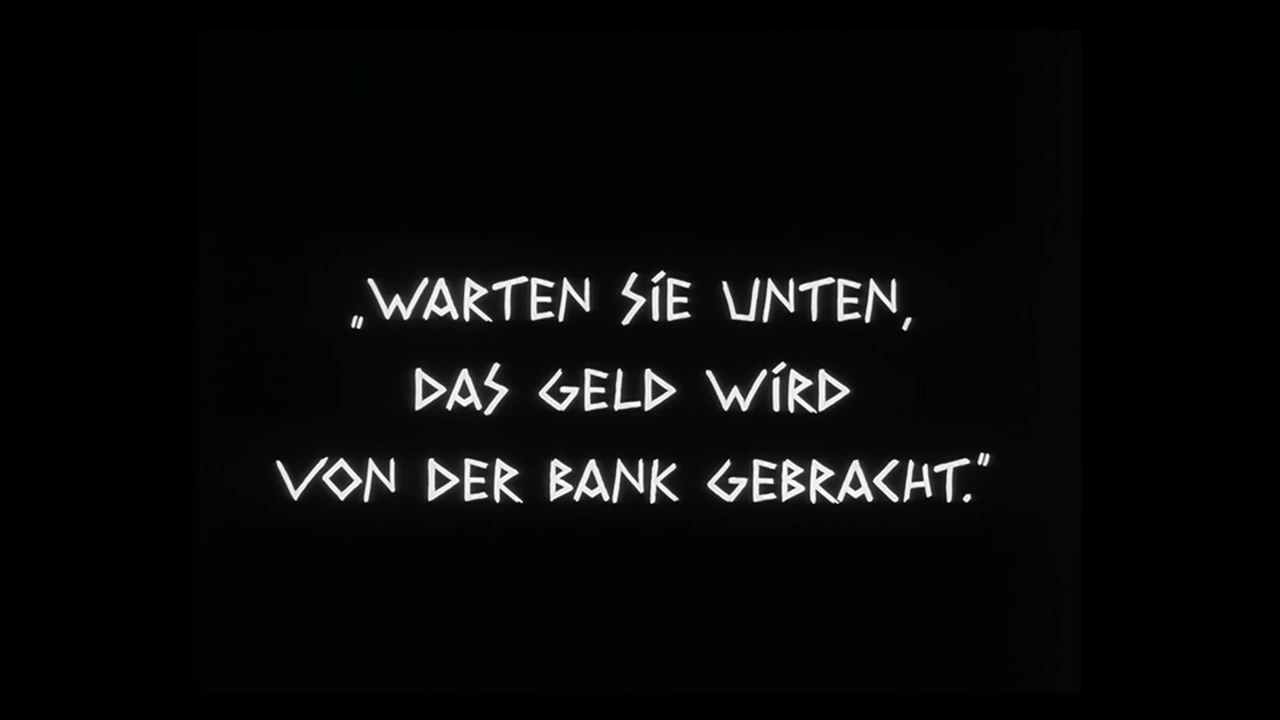 „WARTEN SIE UNTEN,
DAS GELD WIRD
VON DER BANK GEBRACHT."